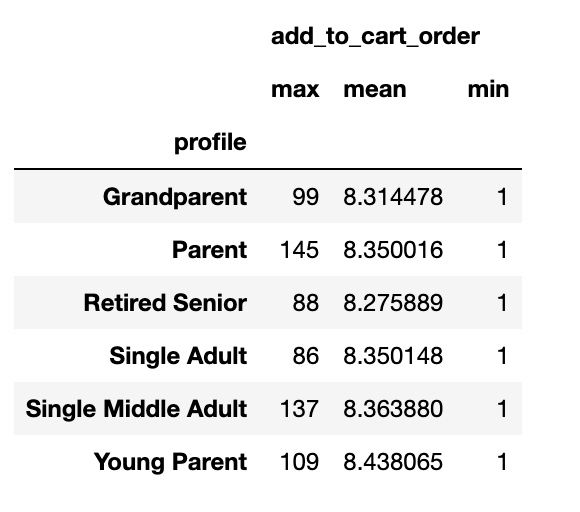 add_to_cart_order
max mean min
profile
Grandparent 99 8.314478 1
Parent 145 8.350016 1
Retired Senior 88 8.275889 1
Single Adult 86 8.350148 1
Single Middle Adult 137 8.363880 1
Young Parent 109 8.438065 1